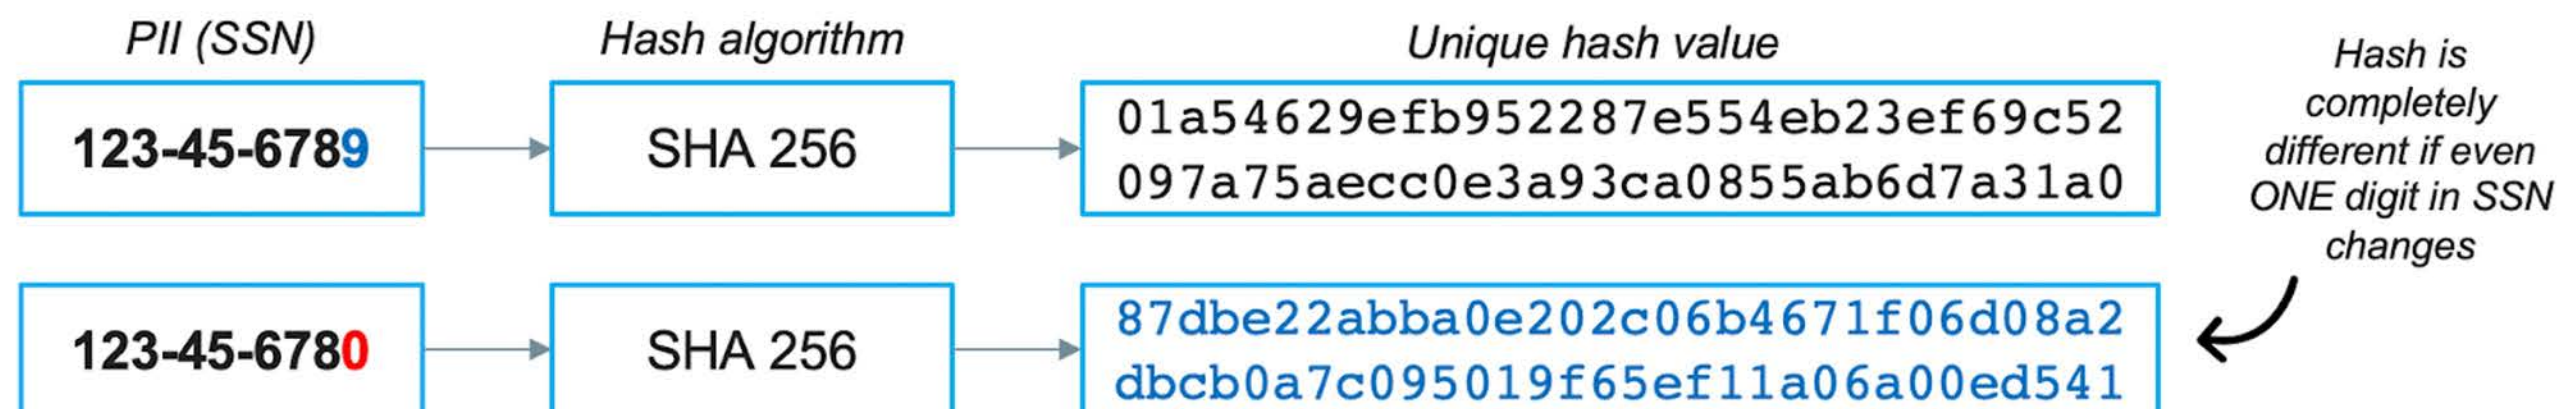 PII (SSN)
Hash algorithm
Unique hash value
123-45-6789
SHA 256
01a54629efb952287e554eb23ef69c52
097a75aecc0e3a93ca0855ab6d7a31a0
Hash is
completely
different if even
ONE digit in SSN
changes
123-45-6780
SHA 256
87dbe22abba0e202c06b4671f06d08a2
dbcb0a7c095019f65ef11a06a00ed541